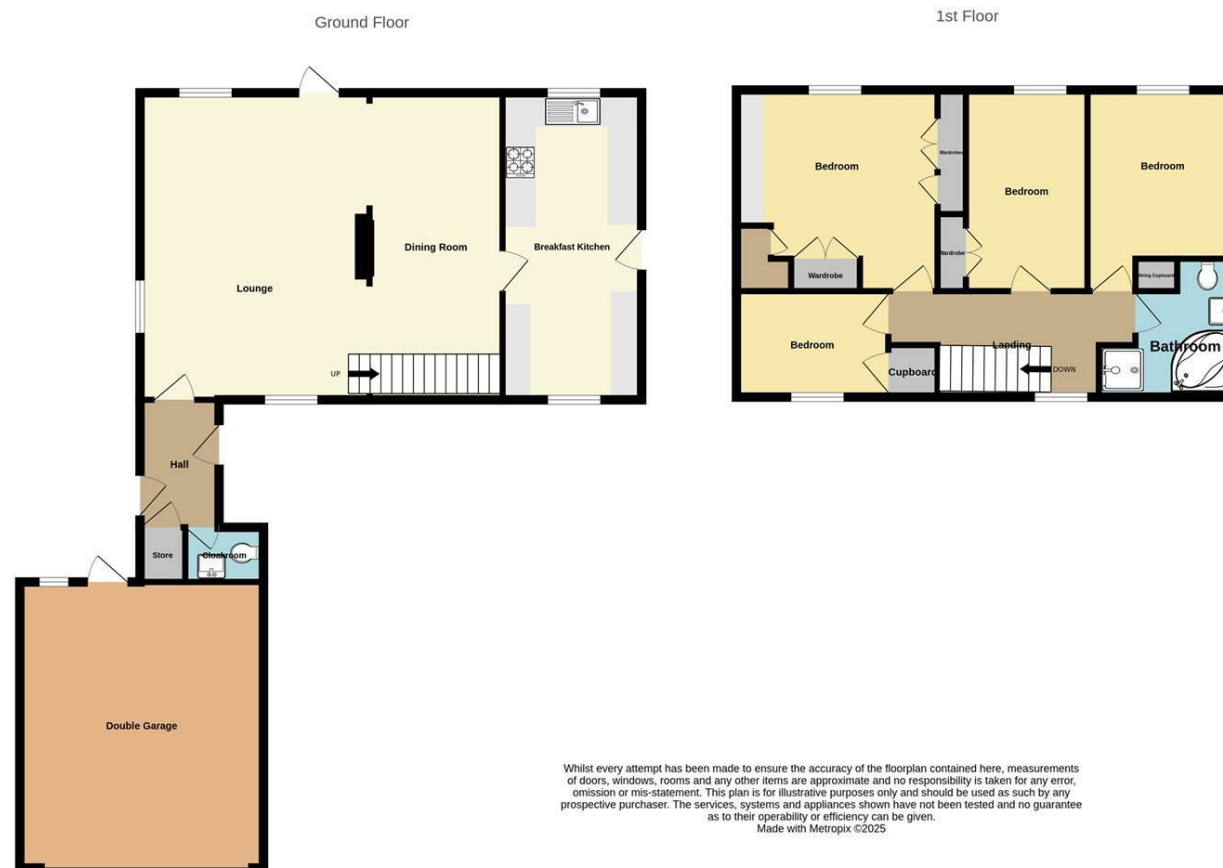 Ground Floor
1st Floor
Lounge
Dining Room
Breakfast Kitchen
UP
Hall
Store
Cloakroom
Double Garage
Bedroom
Wardrobes
Bedroom
Bedroom
Wardrobe
Wardrobe
Airing Cupboard
Bedroom
Cupboard
Landing
DOWN
Bathroom
Whilst every attempt has been made to ensure the accuracy of the floorplan contained here, measurements
of doors, windows, rooms and any other items are approximate and no responsibility is taken for any error,
omission or mis-statement. This plan is for illustrative purposes only and should be used as such by any
prospective purchaser. The services, systems and appliances shown have not been tested and no guarantee
as to their operability or efficiency can be given.
Made with Metropix ©2025